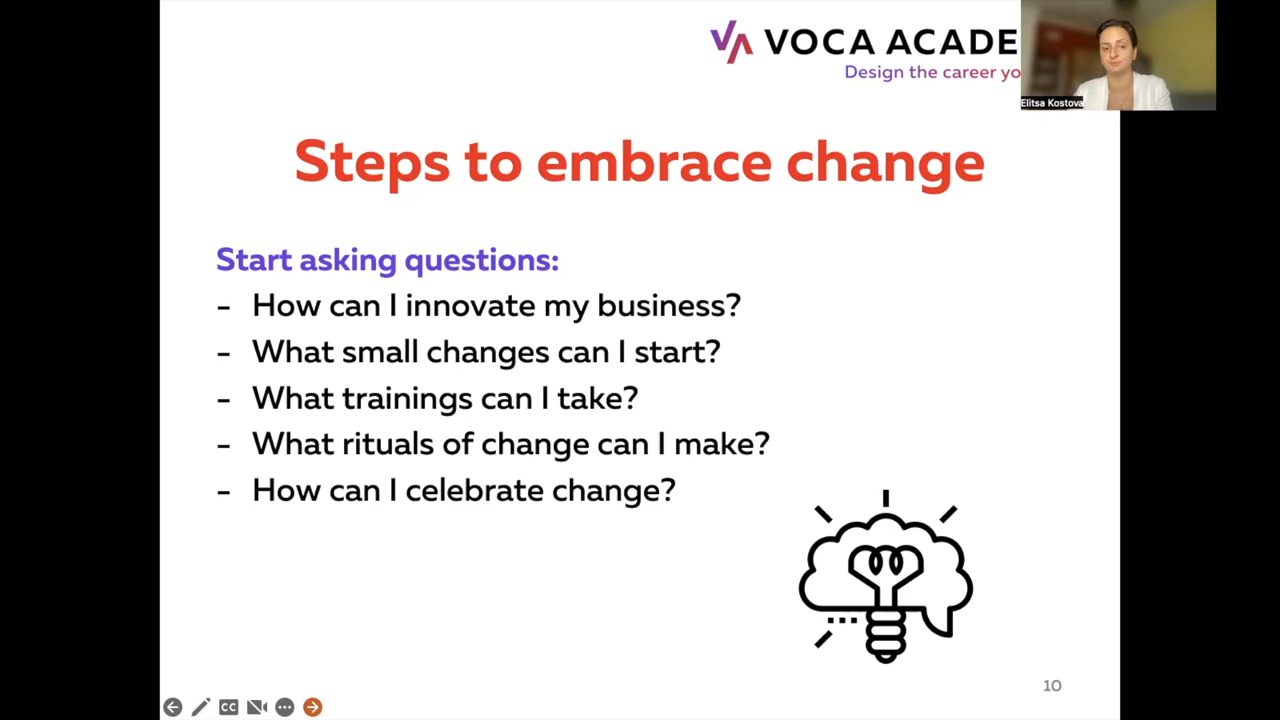 VOCA ACADE
Design the career yo
Elitsa Kostova
Steps to embrace change
Start asking questions:
- How can I innovate my business?
- What small changes can I start?
- What trainings can I take?
- What rituals of change can I make?
- How can I celebrate change?
CC
10